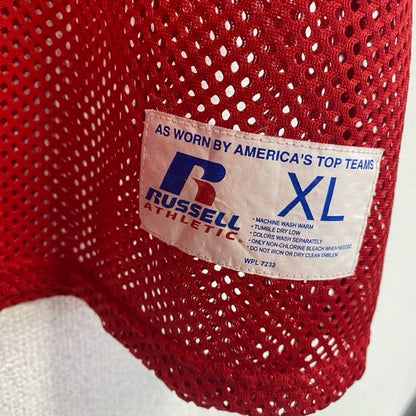 AS WORN BY AMERICA'S TOP TEAMS
R
RUSSELL
ATHLETIC®
XL
• MACHINE WASH WARM
• TUMBLE DRY LOW
• COLORS WASH SEPARATELY
• ONLY NON-CHLORINE BLEACH WHEN NEEDED
• DO NOT IRON OR DRY CLEAN EMBLEM
WPL 7232